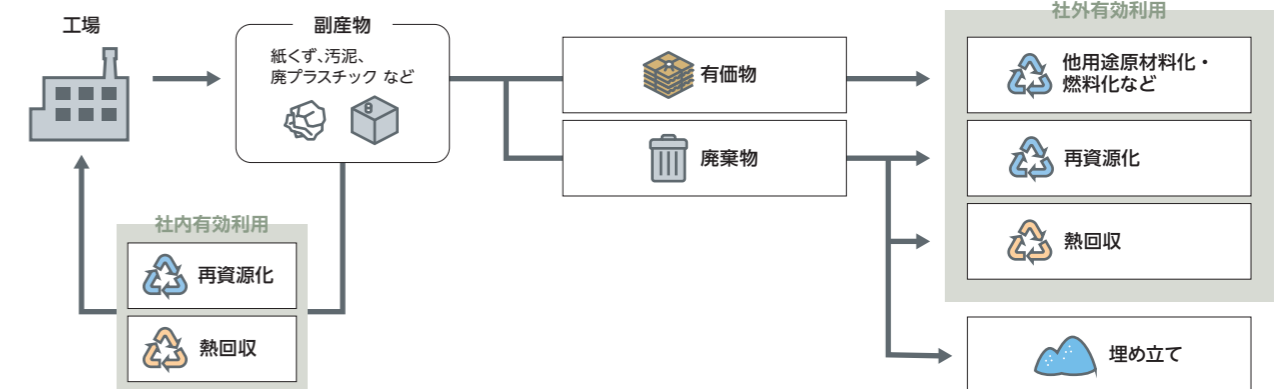 工場
副産物
紙くず、汚泥、
廃プラスチック など
有価物
廃棄物
社外有効利用
他用途原材料化・
燃料化など
再資源化
熱回収
埋め立て
社内有効利用
再資源化
熱回収